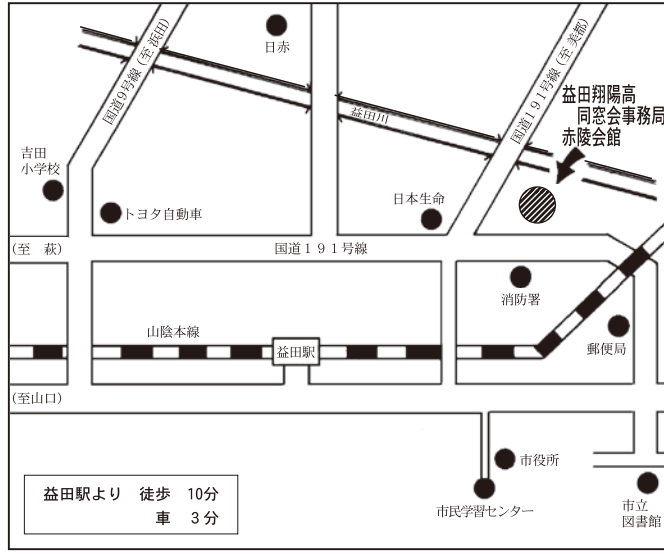 日赤
国道9号線(至 浜田)
国道191号線(至 美都)
益田川
益田翔陽高
同窓会事務局
赤陵会館
吉田
小学校
トヨタ自動車
日本生命
(至 萩)
国道191号線
消防署
山陰本線
益田駅
郵便局
(至山口)
市役所
市民学習センター
市立
図書館
益田駅より 徒歩 10分
車 3分